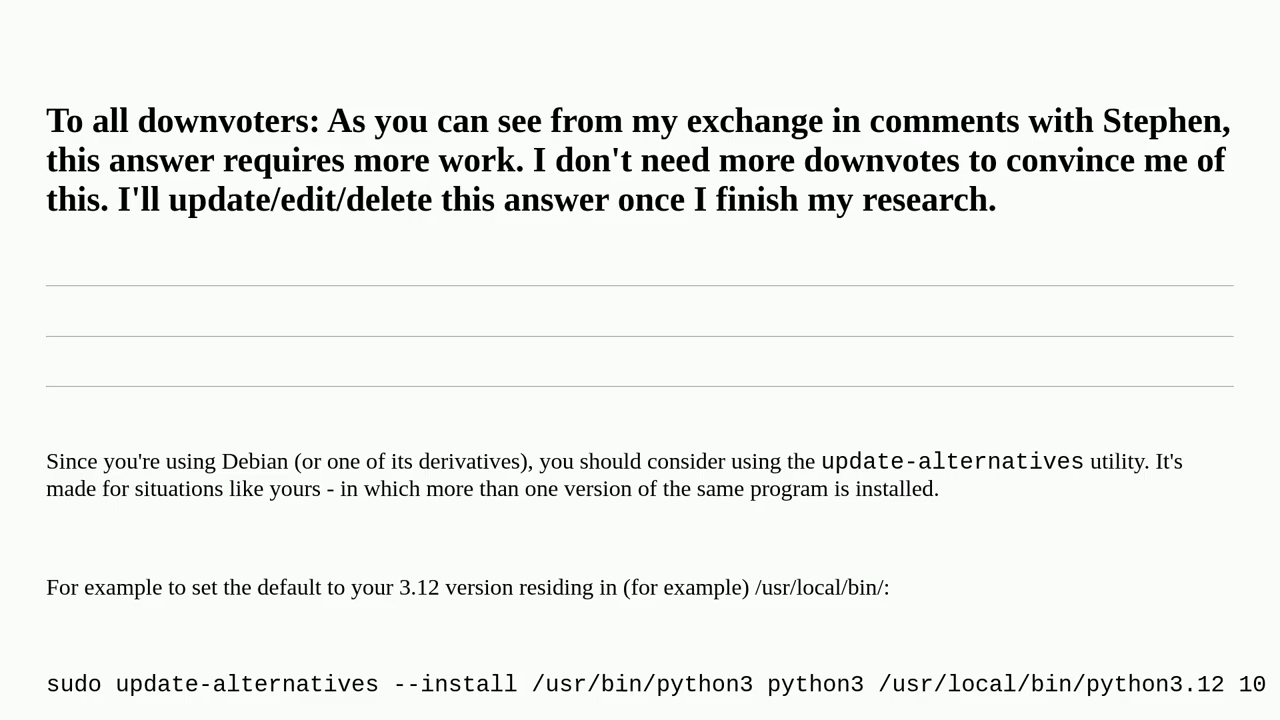 To all downvoters: As you can see from my exchange in comments with Stephen,
this answer requires more work. I don't need more downvotes to convince me of
this. I'll update/edit/delete this answer once I finish my research.
Since you're using Debian (or one of its derivatives), you should consider using the update-alternatives utility. It's
made for situations like yours - in which more than one version of the same program is installed.
For example to set the default to your 3.12 version residing in (for example) /usr/local/bin/:
sudo update-alternatives --install /usr/bin/python3 python3 /usr/local/bin/python3.12 10